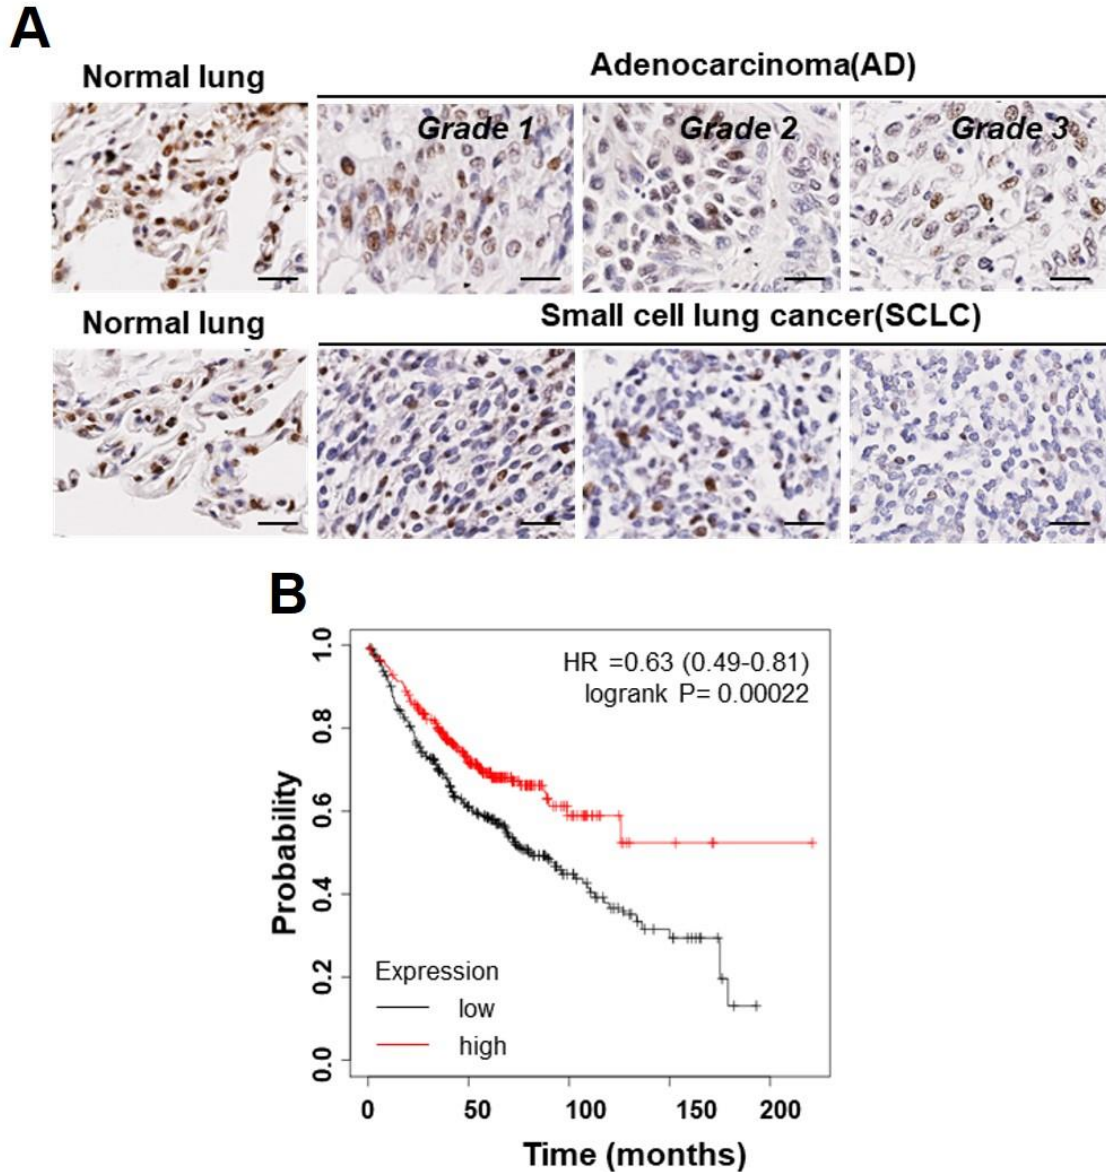 A
Normal lung
Adenocarcinoma(AD)
Grade 1
Grade 2
Grade 3
Normal lung
Small cell lung cancer(SCLC)
B
HR =0.63 (0.49-0.81)
logrank P= 0.00022
Probability
1.0
0.8
0.6
0.4
0.2
0.0
Expression
low
high
0 50 100 150 200
Time (months)